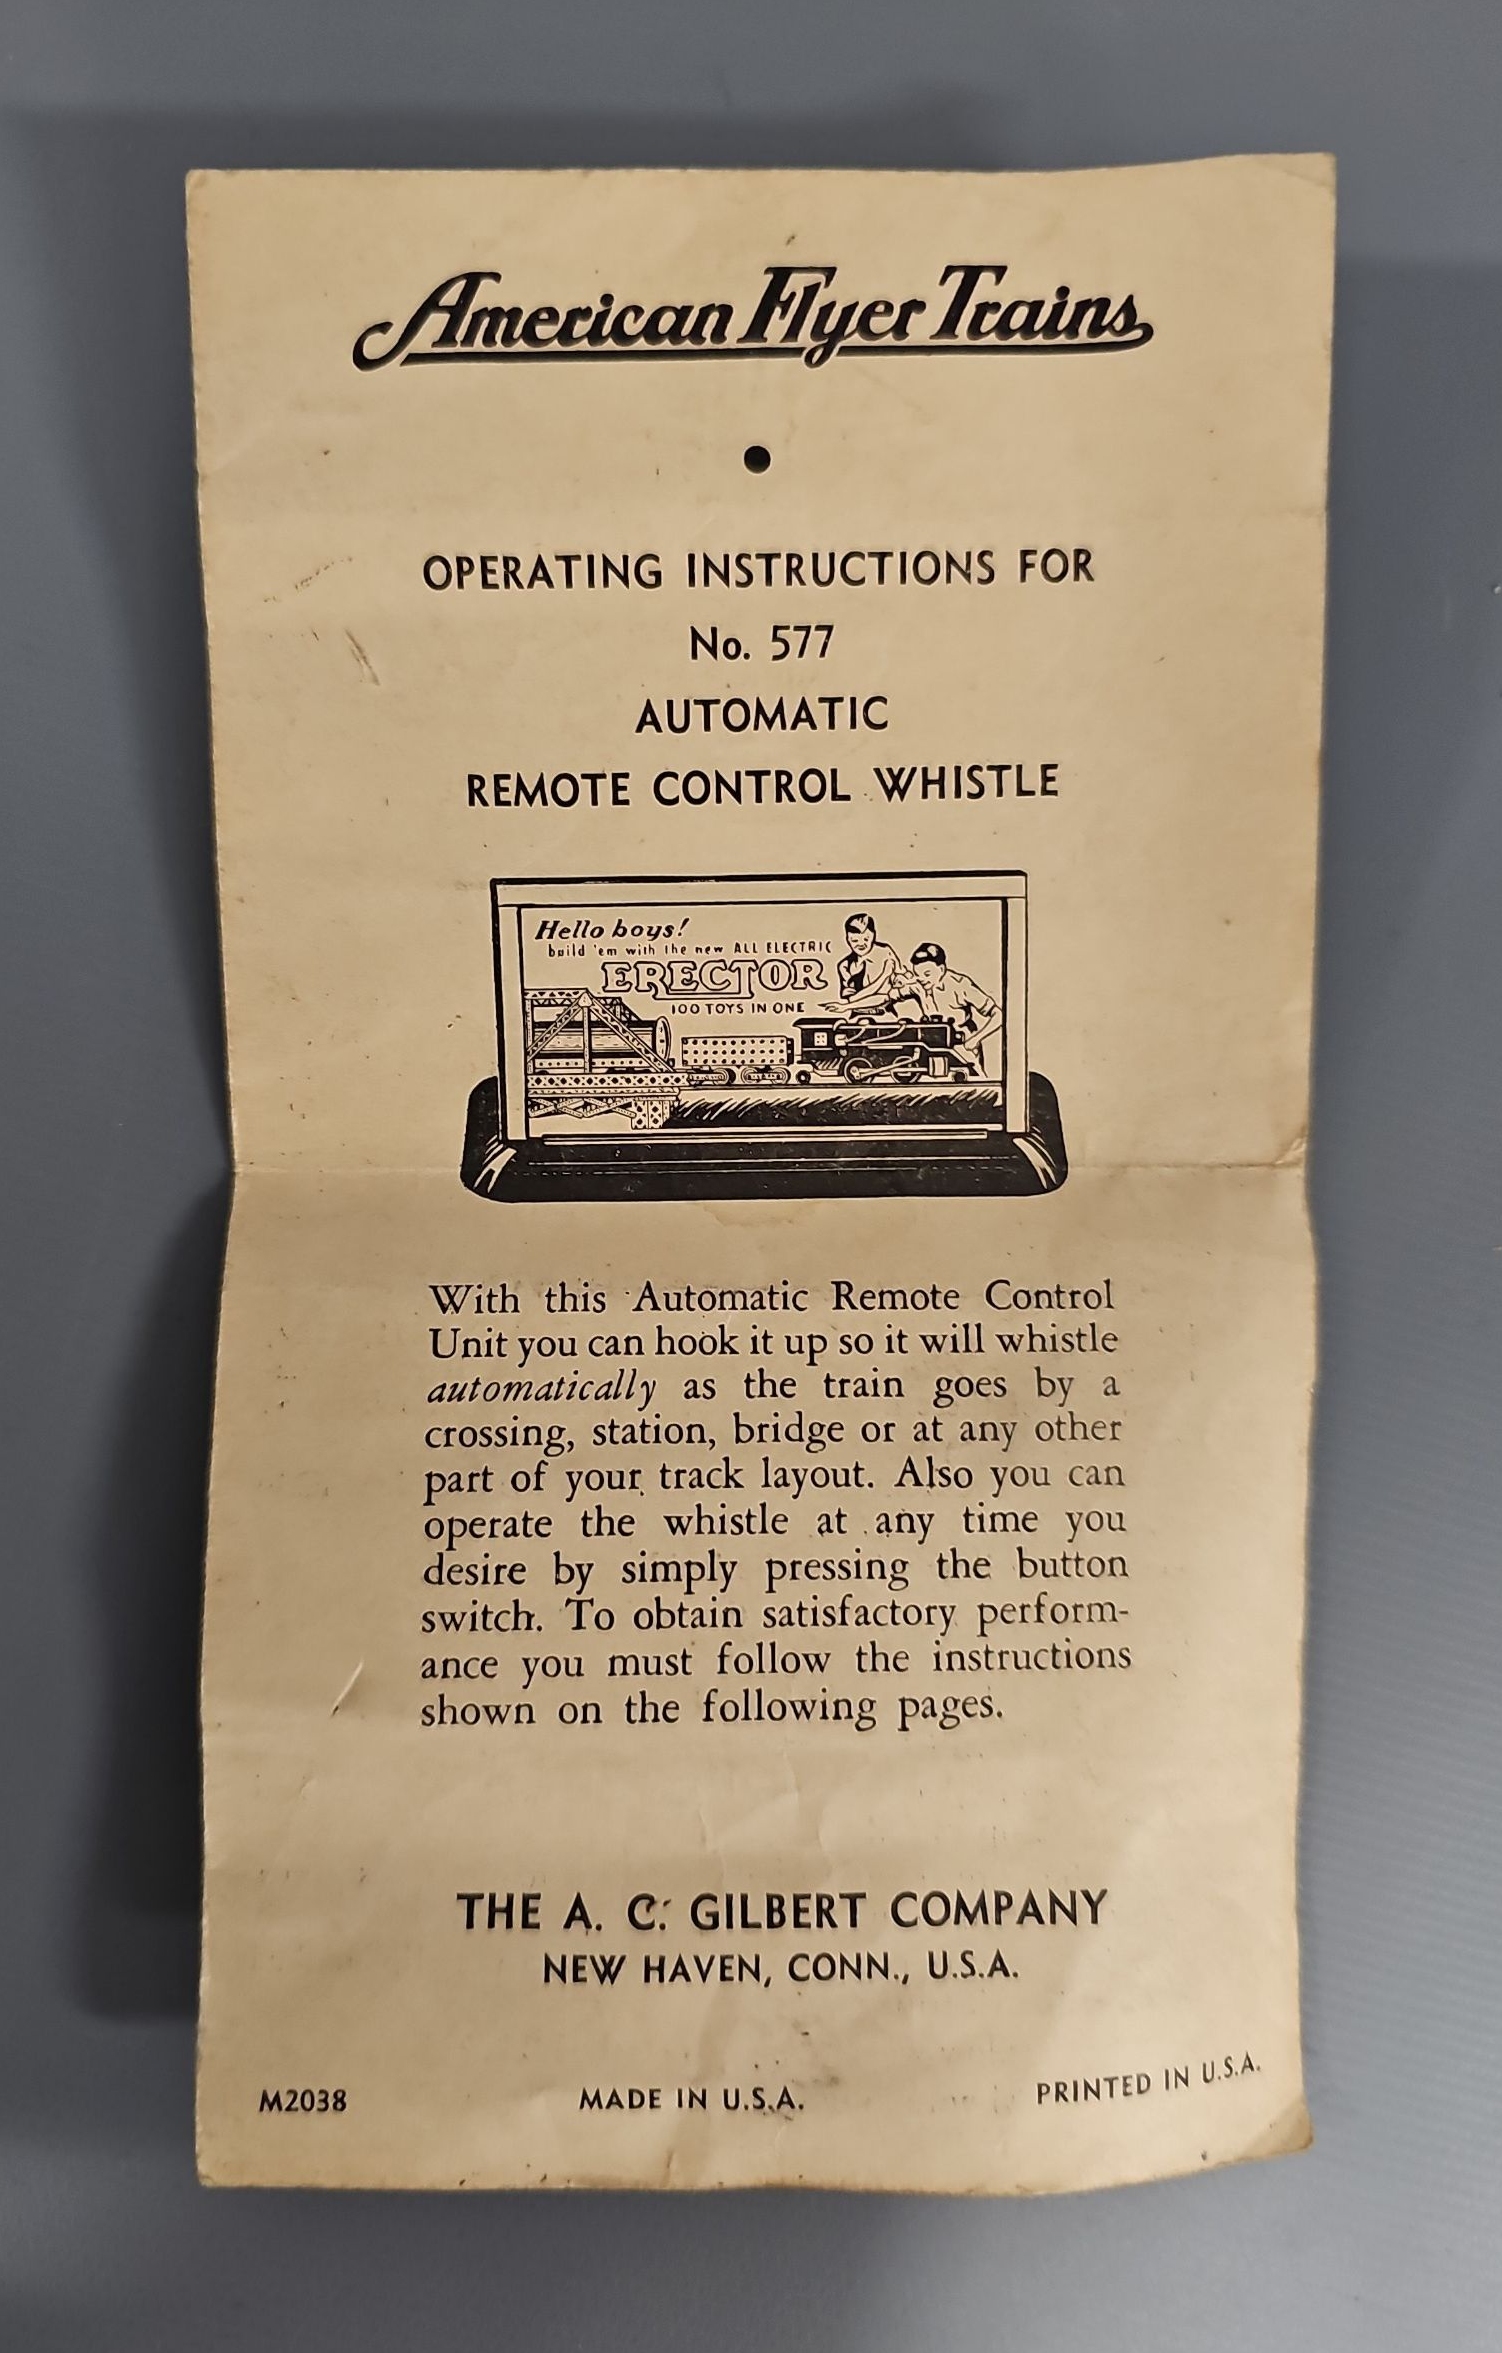 American Flyer Trains
OPERATING INSTRUCTIONS FOR
No. 577
AUTOMATIC
REMOTE CONTROL WHISTLE
Hello boys!
build 'em with the new ALL ELECTRIC
ERECTOR
100 TOYS IN ONE
With this Automatic Remote Control
Unit you can hook it up so it will whistle
automatically as the train goes by a
crossing, station, bridge or at any other
part of your track layout. Also you can
operate the whistle at any time you
desire by simply pressing the button
switch. To obtain satisfactory perform-
ance you must follow the instructions
shown on the following pages.
THE A. C. GILBERT COMPANY
NEW HAVEN, CONN., U.S.A.
M2038 MADE IN U.S.A. PRINTED IN U.S.A.